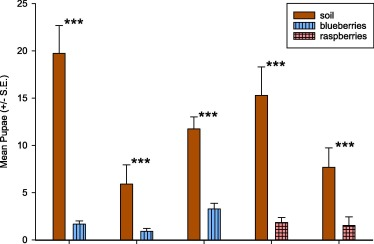 25
20
15
10
5
0
Mean Pupae (+/- S.E.)
soil
blueberries
raspberries
***
***
***
***
***